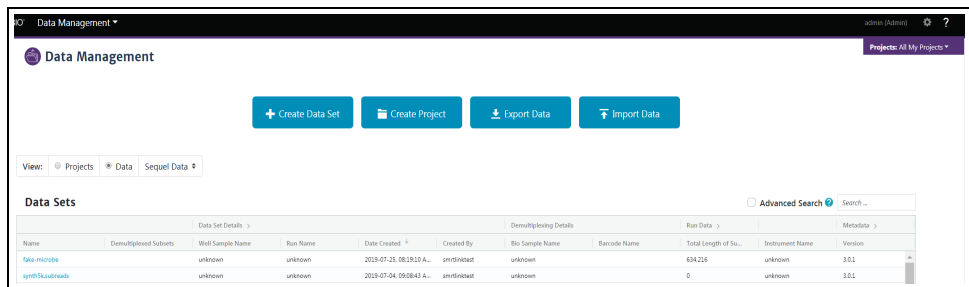 IO' Data Management admin (Admin) ?
Projects: All My Projects
Data Management
Create Data Set Create Project Export Data Import Data
View: Projects Data Sequel Data
Data Sets Advanced Search ? Search ...
Data Set Details > Demultiplexing Details Run Data > Metadata >
Name Demultiplexed Subsets Well Sample Name Run Name Date Created Created By Bio Sample Name Barcode Name Total Length of Su... Instrument Name Version
fake-microbe unknown unknown 2019-07-25, 08:19:10 A... smrtlinktest unknown 634,216 unknown 3.0.1
synth5k.subreads unknown unknown 2019-07-04, 09:08:43 A... smrtlinktest unknown 0 unknown 3.0.1